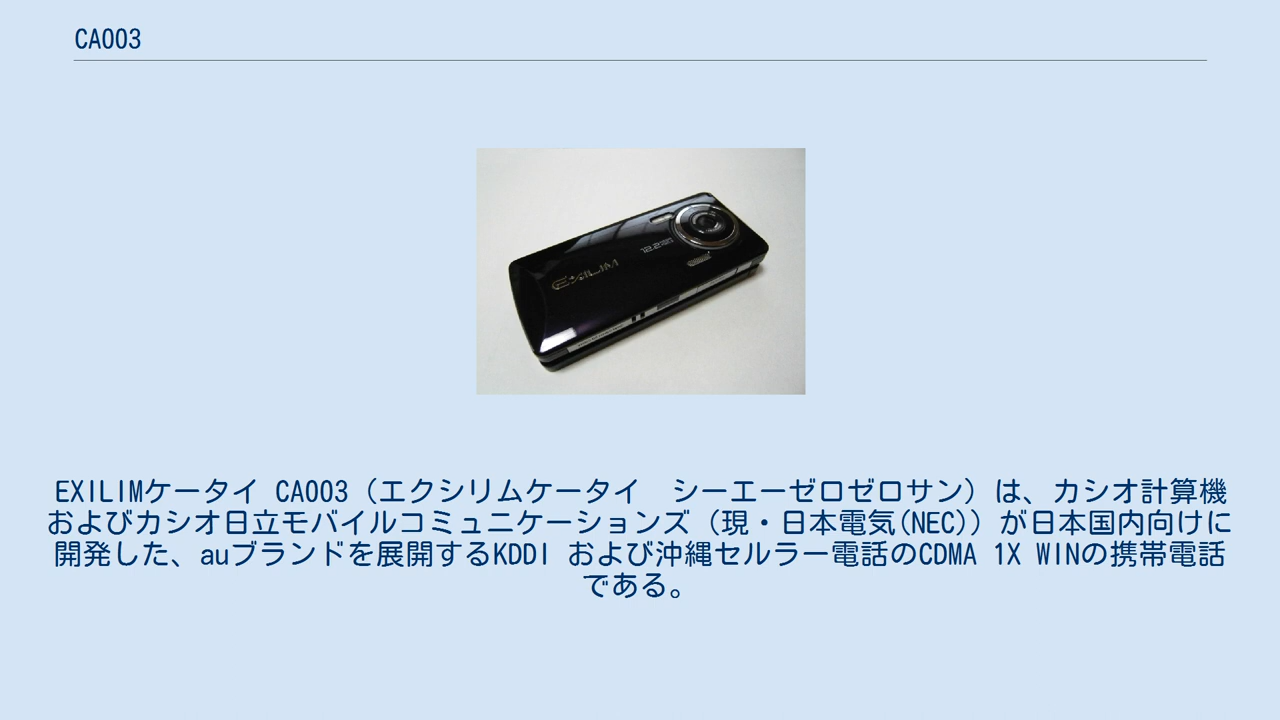 CA003
EXILIM
12.2
EXILIMケータイ CA003（エクシリムケータイ　シーエーゼロゼロサン）は、カシオ計算機
およびカシオ日立モバイルコミュニケーションズ（現・日本電気(NEC)）が日本国内向けに
開発した、auブランドを展開するKDDI および沖縄セルラー電話のCDMA 1X WINの携帯電話
である。